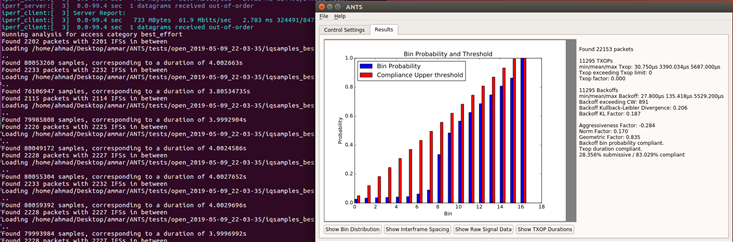 iperf_server:[ 3] 0.0-99.4 sec 1 datagrams received out-of-order
iperf_client:[ 3] Server Report:
iperf_client:[ 3] 0.0-99.4 sec 733 MBytes 61.9 Mbits/sec 2.783 ms 324491/847
iperf_client:[ 3] 0.0-99.4 sec 1 datagrams received out-of-order
Running analysis for access category best_effort
Found 2202 packets with 2201 IFSs in between
Loading /home/ahmad/Desktop/ammar/ANTS/tests/open_2019-05-09_22-03-35/iqsamples_bes
..
Found 80053260 samples, corresponding to a duration of 4.002663s
Found 2233 packets with 2232 IFSs in between
Loading /home/ahmad/Desktop/ammar/ANTS/tests/open_2019-05-09_22-03-35/iqsamples_bes
..
Found 76106947 samples, corresponding to a duration of 3.80534735s
Found 2115 packets with 2114 IFSs in between
Loading /home/ahmad/Desktop/ammar/ANTS/tests/open_2019-05-09_22-03-35/iqsamples_bes
..
Found 79985808 samples, corresponding to a duration of 3.9992904s
Found 2226 packets with 2225 IFSs in between
Loading /home/ahmad/Desktop/ammar/ANTS/tests/open_2019-05-09_22-03-35/iqsamples_bes
..
Found 80049172 samples, corresponding to a duration of 4.0024586s
Found 2228 packets with 2227 IFSs in between
Loading /home/ahmad/Desktop/ammar/ANTS/tests/open_2019-05-09_22-03-35/iqsamples_bes
..
Found 80055304 samples, corresponding to a duration of 4.0027652s
Found 2233 packets with 2232 IFSs in between
Loading /home/ahmad/Desktop/ammar/ANTS/tests/open_2019-05-09_22-03-35/iqsamples_bes
..
Found 80059392 samples, corresponding to a duration of 4.0029696s
Found 2228 packets with 2227 IFSs in between
Loading /home/ahmad/Desktop/ammar/ANTS/tests/open_2019-05-09_22-03-35/iqsamples_bes
..
Found 79993984 samples, corresponding to a duration of 3.9996992s
ANTS
File Help
Control Settings Results
Bin Probability and Threshold
Bin Probability
Compliance Upper threshold
Probability
1.0
0.8
0.6
0.4
0.2
0.0
0 2 4 6 8 10 12 14 16 18
Bin
Show Bin Distribution Show Interframe Spacing Show Raw Signal Data Show TXOP Durations
Found 22153 packets
11295 TXOPs
min/mean/max Txop: 30.750µs 3390.034µs 5687.000µs
Txop exceeding Txop limit: 0
Txop factor: 0.000
11295 Backoffs
min/mean/max Backoff: 27.800µs 135.418µs 5529.200µs
Backoff exceeding CW: 891
Backoff Kullback-Leibler Divergence: 0.206
Backoff KL Factor: 0.187
Aggressiveness Factor: -0.284
Norm Factor: 0.170
Geometric Factor: 0.835
Backoff bin probability compliant.
Txop duration compliant.
28.356% submissive / 83.029% compliant